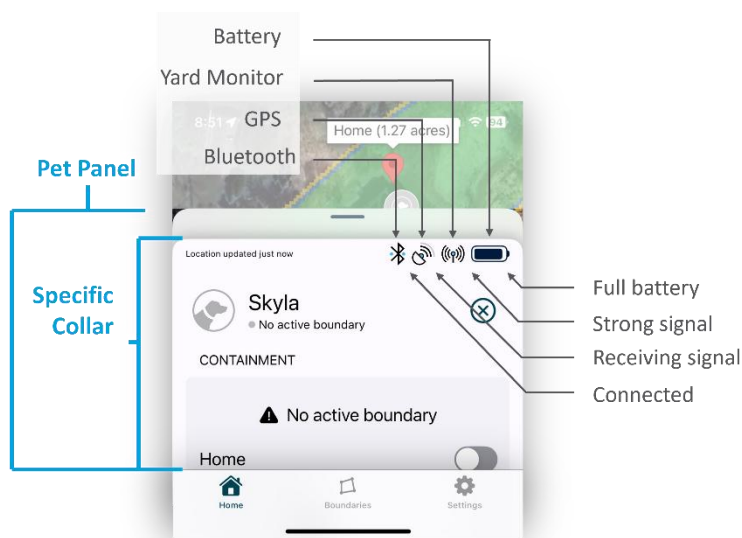 Battery
Yard Monitor
8:51
GPS
Home (1.27 acres)
94
Bluetooth
Pet Panel
Location updated just now
Specific
Collar
Skyla
No active boundary
CONTAINMENT
No active boundary
Home
Home
Boundaries
Settings
Full battery
Strong signal
Receiving signal
Connected